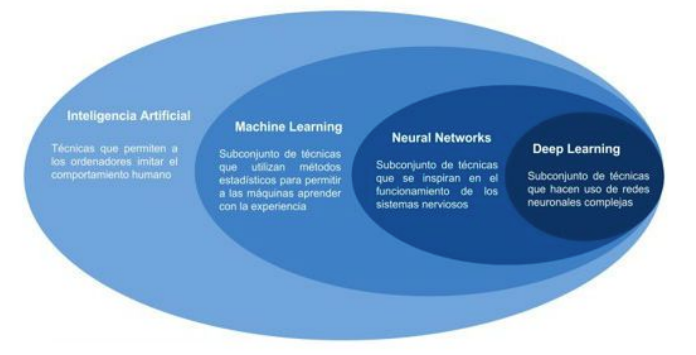 Inteligencia Artificial
Técnicas que permiten a
los ordenadores imitar el
comportamiento humano
Machine Learning
Subconjunto de técnicas
que utilizan métodos
estadísticos para permitir
a las máquinas aprender
con la experiencia
Neural Networks
Subconjunto de técnicas
que se inspiran en el
funcionamiento de los
sistemas nerviosos
Deep Learning
Subconjunto de técnicas
que hacen uso de redes
neuronales complejas